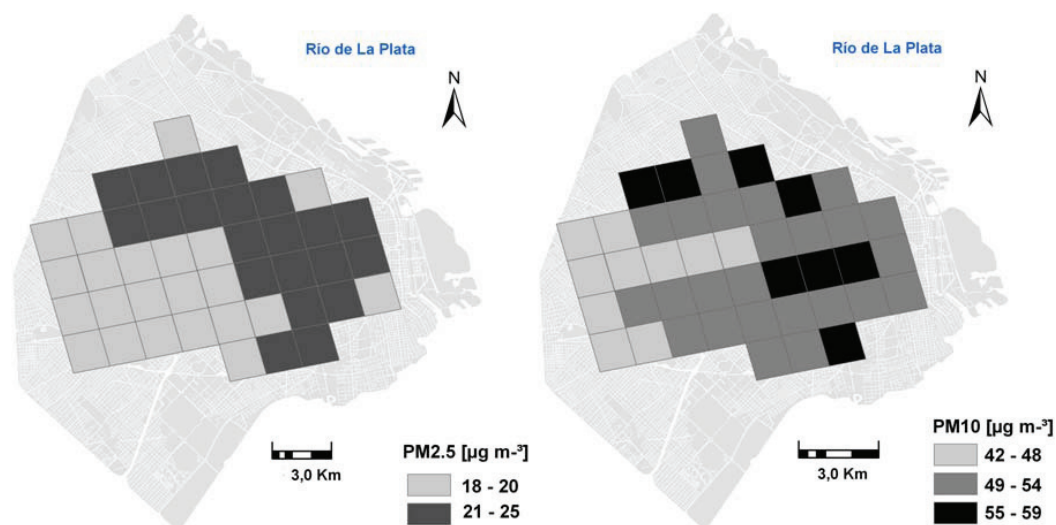 Río de La Plata
N
3,0 Km
PM2.5 [µg m-³]
18 - 20
21 - 25
Río de La Plata
N
3,0 Km
PM10 [µg m-³]
42 - 48
49 - 54
55 - 59